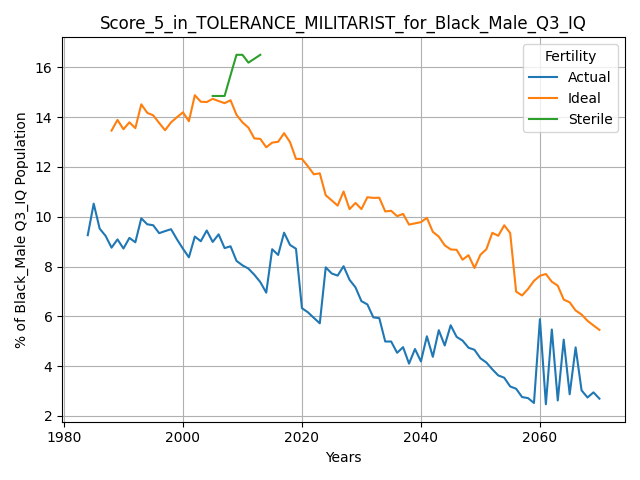 Score_5_in_TOLERANCE_MILITARIST_for_Black_Male_Q3_IQ
% of Black_Male Q3_IQ Population
16
14
12
10
8
6
4
2
Fertility
Actual
Ideal
Sterile
1980
2000
2020
2040
2060
Years